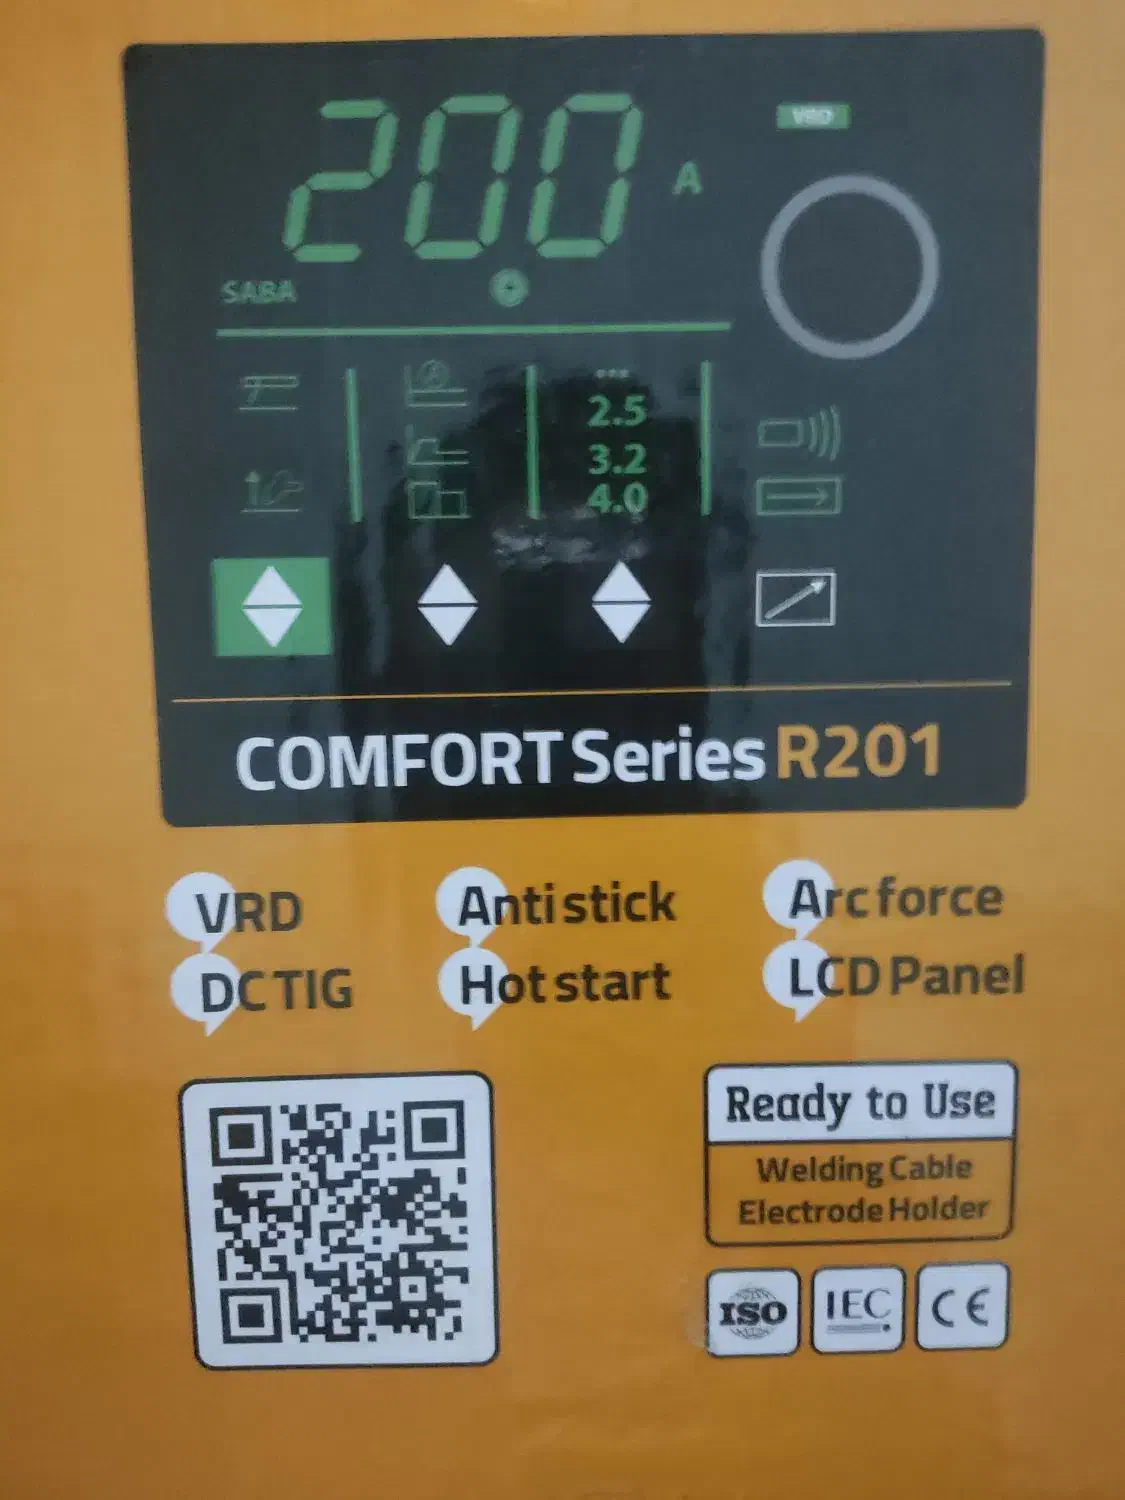 200 A
VRD
SABA
...
2.5
3.2
4.0
COMFORT Series R201
VRD
Anti stick
Arc force
DC TIG
Hot start
LCD Panel
Ready to Use
Welding Cable
Electrode Holder
ISO
IEC
CE